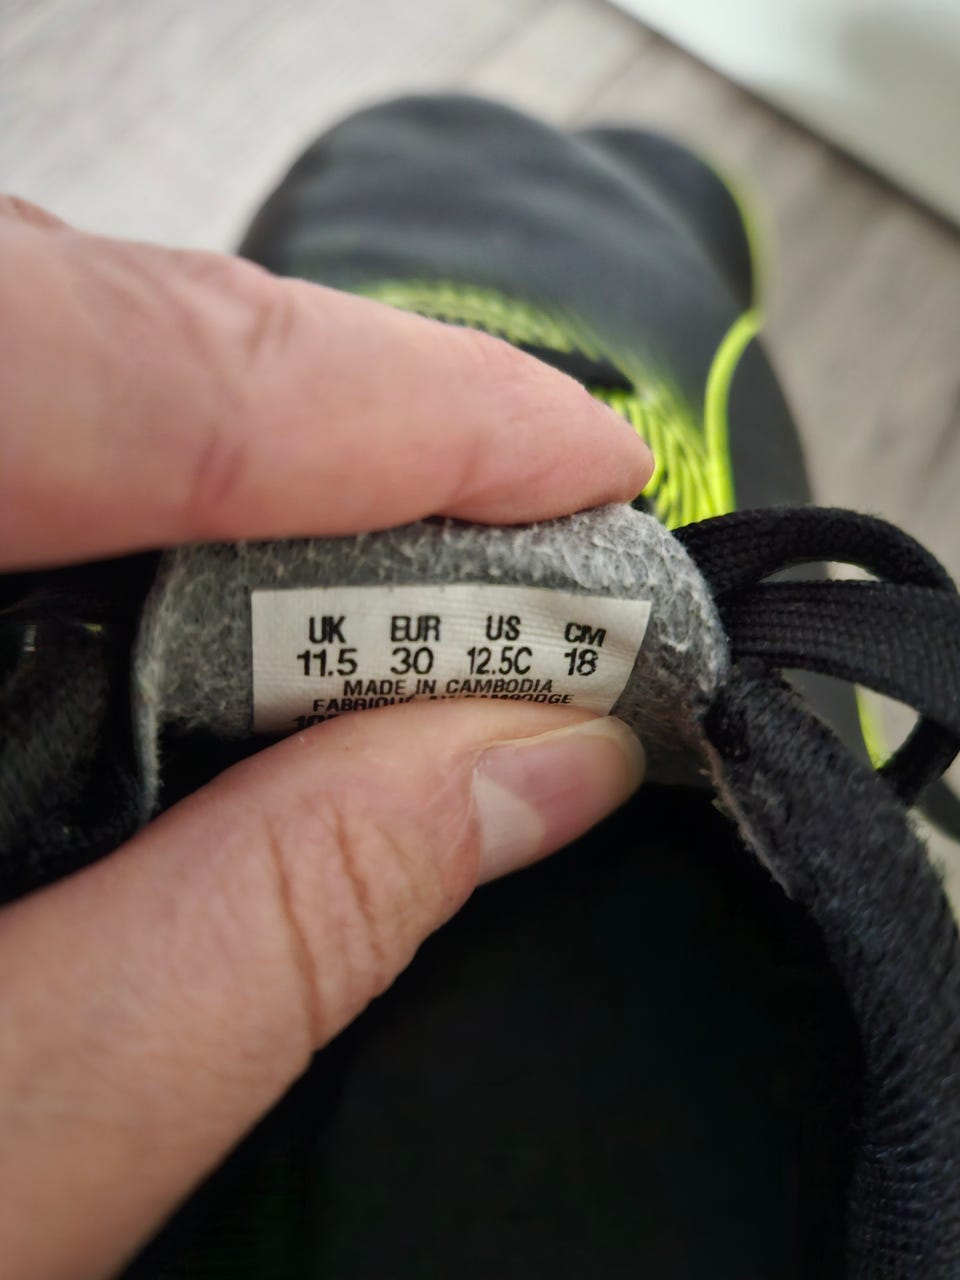 UK EUR US CM
11.5 30 12.5C 18
MADE IN CAMBODIA